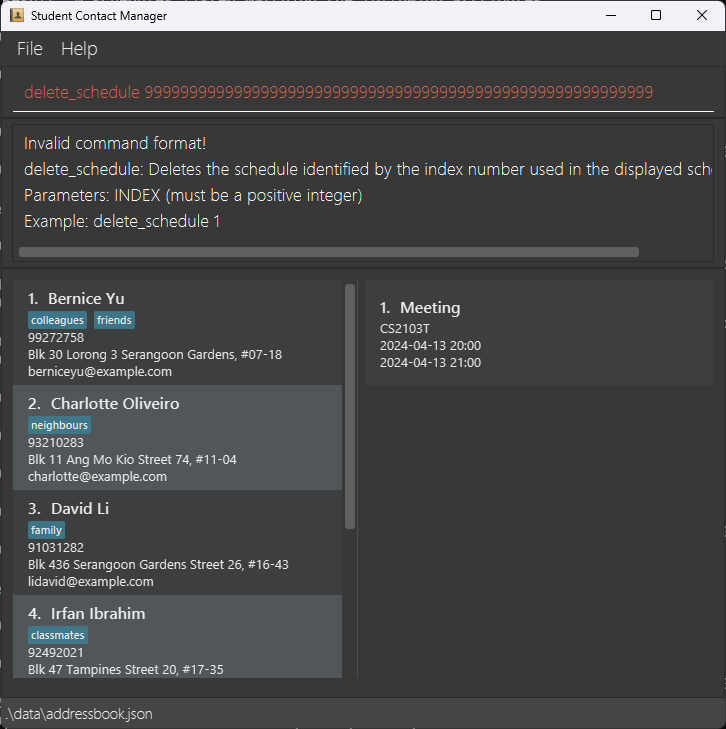 Student Contact Manager
File Help
delete_schedule 999999999999999999999999999999999999999999999999999999999
Invalid command format!
delete_schedule: Deletes the schedule identified by the index number used in the displayed sch
Parameters: INDEX (must be a positive integer)
Example: delete_schedule 1
1. Bernice Yu
colleagues friends
99272758
Blk 30 Lorong 3 Serangoon Gardens, #07-18
berniceyu@example.com
2. Charlotte Oliveiro
neighbours
93210283
Blk 11 Ang Mo Kio Street 74, #11-04
charlotte@example.com
3. David Li
family
91031282
Blk 436 Serangoon Gardens Street 26, #16-43
lidavid@example.com
4. Irfan Ibrahim
classmates
92492021
Blk 47 Tampines Street 20, #17-35
1. Meeting
CS2103T
2024-04-13 20:00
2024-04-13 21:00
.\data\addressbook.json